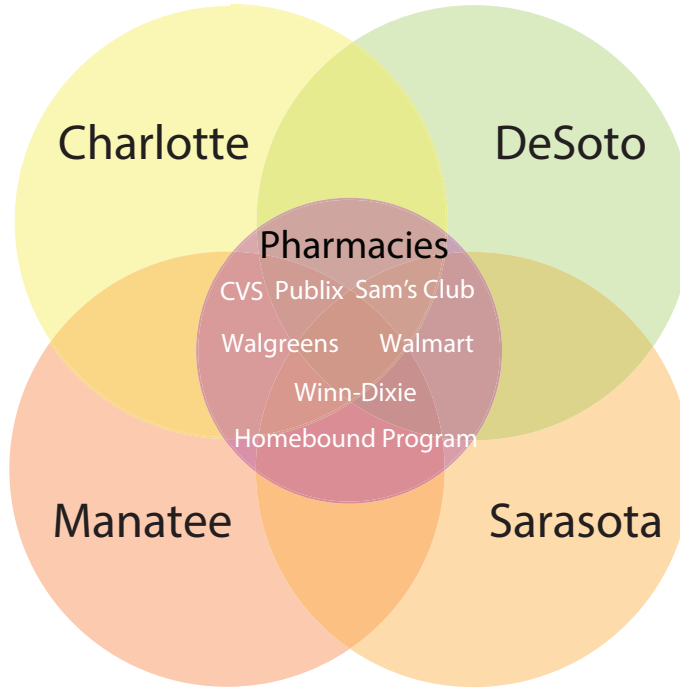 Charlotte
DeSoto
Pharmacies
CVS Publix Sam’s Club
Walgreens Walmart
Winn-Dixie
Homebound Program
Manatee
Sarasota